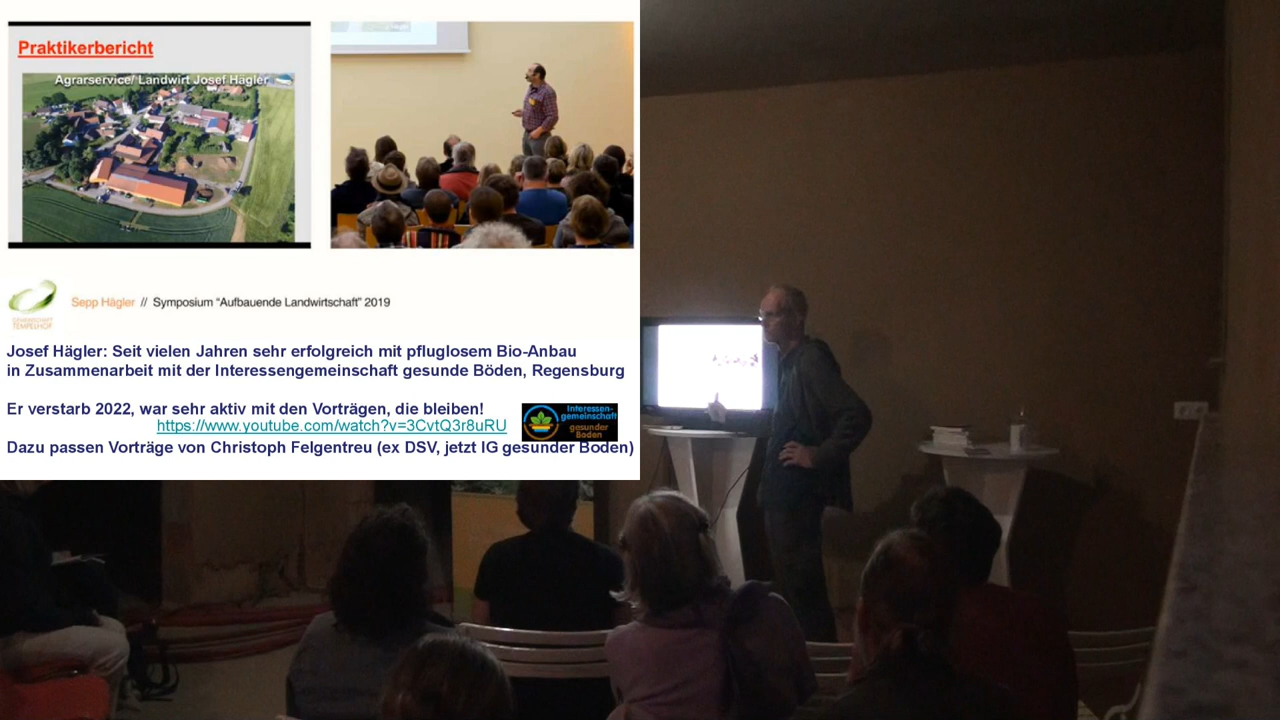 Praktikerbericht
Agrarservice/ Landwirt Josef Hägler
GEMEINSCHAFT
TEMPELHOF
Sepp Hägler // Symposium "Aufbauende Landwirtschaft" 2019
Josef Hägler: Seit vielen Jahren sehr erfolgreich mit pfluglosem Bio-Anbau
in Zusammenarbeit mit der Interessengemeinschaft gesunde Böden, Regensburg
Er verstarb 2022, war sehr aktiv mit den Vorträgen, die bleiben!
https://www.youtube.com/watch?v=3CvtQ3r8uRU
Interessen-
gemeinschaft
gesunder
Boden
Dazu passen Vorträge von Christoph Felgentreu (ex DSV, jetzt IG gesunder Boden)